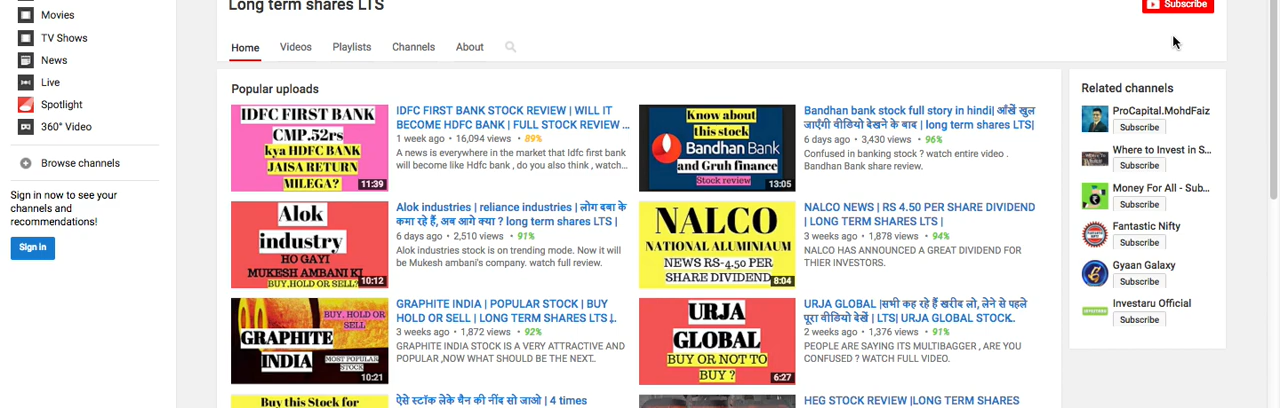 Movies
TV Shows
News
Live
Spotlight
360° Video
Browse channels
Sign in now to see your
channels and
recommendations!
Sign in
Long term shares LTS
Subscribe
Home Videos Playlists Channels About
Popular uploads
IDFC FIRST BANK
CMP.52rs
kya HDFC BANK
JAISA RETURN
MILEGA?
11:39
IDFC FIRST BANK STOCK REVIEW | WILL IT
BECOME HDFC BANK | FULL STOCK REVIEW ...
1 week ago • 16,094 views • 89%
A news is everywhere in the market that Idfc first bank
will become like Hdfc bank , do you also think , watch...
Know about
this stock
Bandhan Bank
and Gruh finance
Stock review
13:05
Bandhan bank stock full story in hindi| आँखें खुल
जाएँगी वीडियो देखने के बाद | long term shares LTS|
6 days ago • 3,430 views • 96%
Confused in banking stock ? watch entire video .
Bandhan Bank share review.
Alok
industry
HO GAYI
MUKESH AMBANI KI
BUY,HOLD OR SELL?
10:12
Alok industries | reliance industries | लोग दबा के
कमा रहे हैं, अब आगे क्या ? long term shares LTS |
6 days ago • 2,510 views • 91%
Alok industries stock is on trending mode. Now it will
be Mukesh ambani's company. watch full review.
NALCO
NATIONAL ALUMINIAUM
NEWS RS-4.50 PER
SHARE DIVIDEND
8:04
NALCO NEWS | RS 4.50 PER SHARE DIVIDEND
| LONG TERM SHARES LTS |
3 weeks ago • 1,878 views • 94%
NALCO HAS ANNOUNCED A GREAT DIVIDEND FOR
THIER INVESTORS.
BUY, HOLD OR
SELL
GRAPHITE
INDIA
MOST POPULAR
STOCK
10:21
GRAPHITE INDIA | POPULAR STOCK | BUY
HOLD OR SELL | LONG TERM SHARES LTS |..
3 weeks ago • 1,872 views • 92%
GRAPHITE INDIA STOCK IS A VERY ATTRACTIVE AND
POPULAR ,NOW WHAT SHOULD BE THE NEXT..
URJA
GLOBAL
BUY OR NOT TO
BUY ?
6:27
URJA GLOBAL |सभी कह रहे हैं खरीद लो, लेने से पहले
पूरा वीडियो देखें | LTS| URJA GLOBAL STOCK.
2 weeks ago • 1,376 views • 91%
PEOPLE ARE SAYING ITS MULTIBAGGER , ARE YOU
CONFUSED ? WATCH FULL VIDEO.
Buy this Stock for
ऐसे स्टॉक लेके चैन की नींब सो जाओ | 4 times
HEG STOCK REVIEW |LONG TERM SHARES
Related channels
ProCapital.MohdFaiz
Subscribe
Where to Invest in S...
Subscribe
Money For All - Sub...
Subscribe
Fantastic Nifty
Subscribe
Gyaan Galaxy
Subscribe
Investaru Official
Subscribe